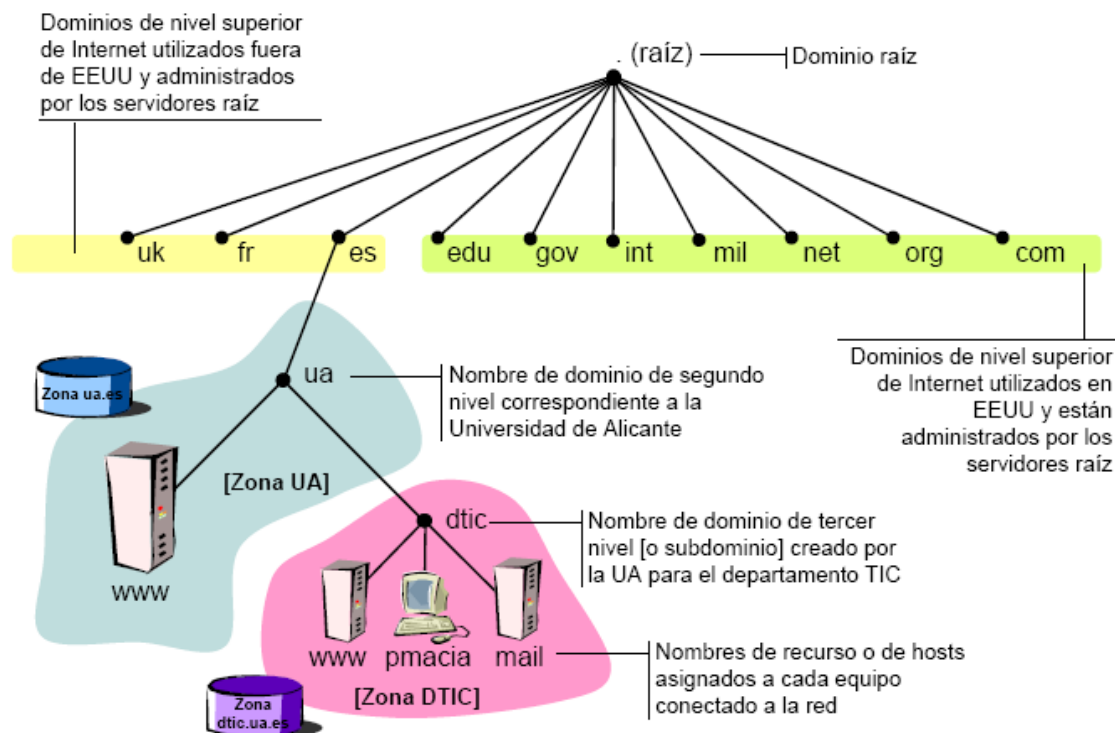 Dominios de nivel superior
de Internet utilizados fuera
de EEUU y administrados
por los servidores raíz
. (raíz)
Dominio raíz
uk
fr
es
edu
gov
int
mil
net
org
com
Dominios de nivel superior
de Internet utilizados en
EEUU y están
administrados por los
servidores raíz
ua
Nombre de dominio de segundo
nivel correspondiente a la
Universidad de Alicante
Zona ua.es
[Zona UA]
www
dtic
Nombre de dominio de tercer
nivel [o subdominio] creado por
la UA para el departamento TIC
www
pmacia
mail
Nombres de recurso o de hosts
asignados a cada equipo
conectado a la red
[Zona DTIC]
Zona
dtic.ua.es